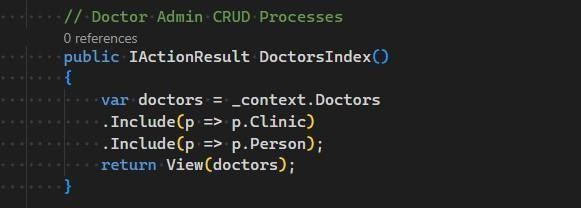 // Doctor Admin CRUD Processes
0 references
public IActionResult DoctorsIndex()
{
var doctors = _context.Doctors
.Include(p => p.Clinic)
.Include(p => p.Person);
return View(doctors);
}